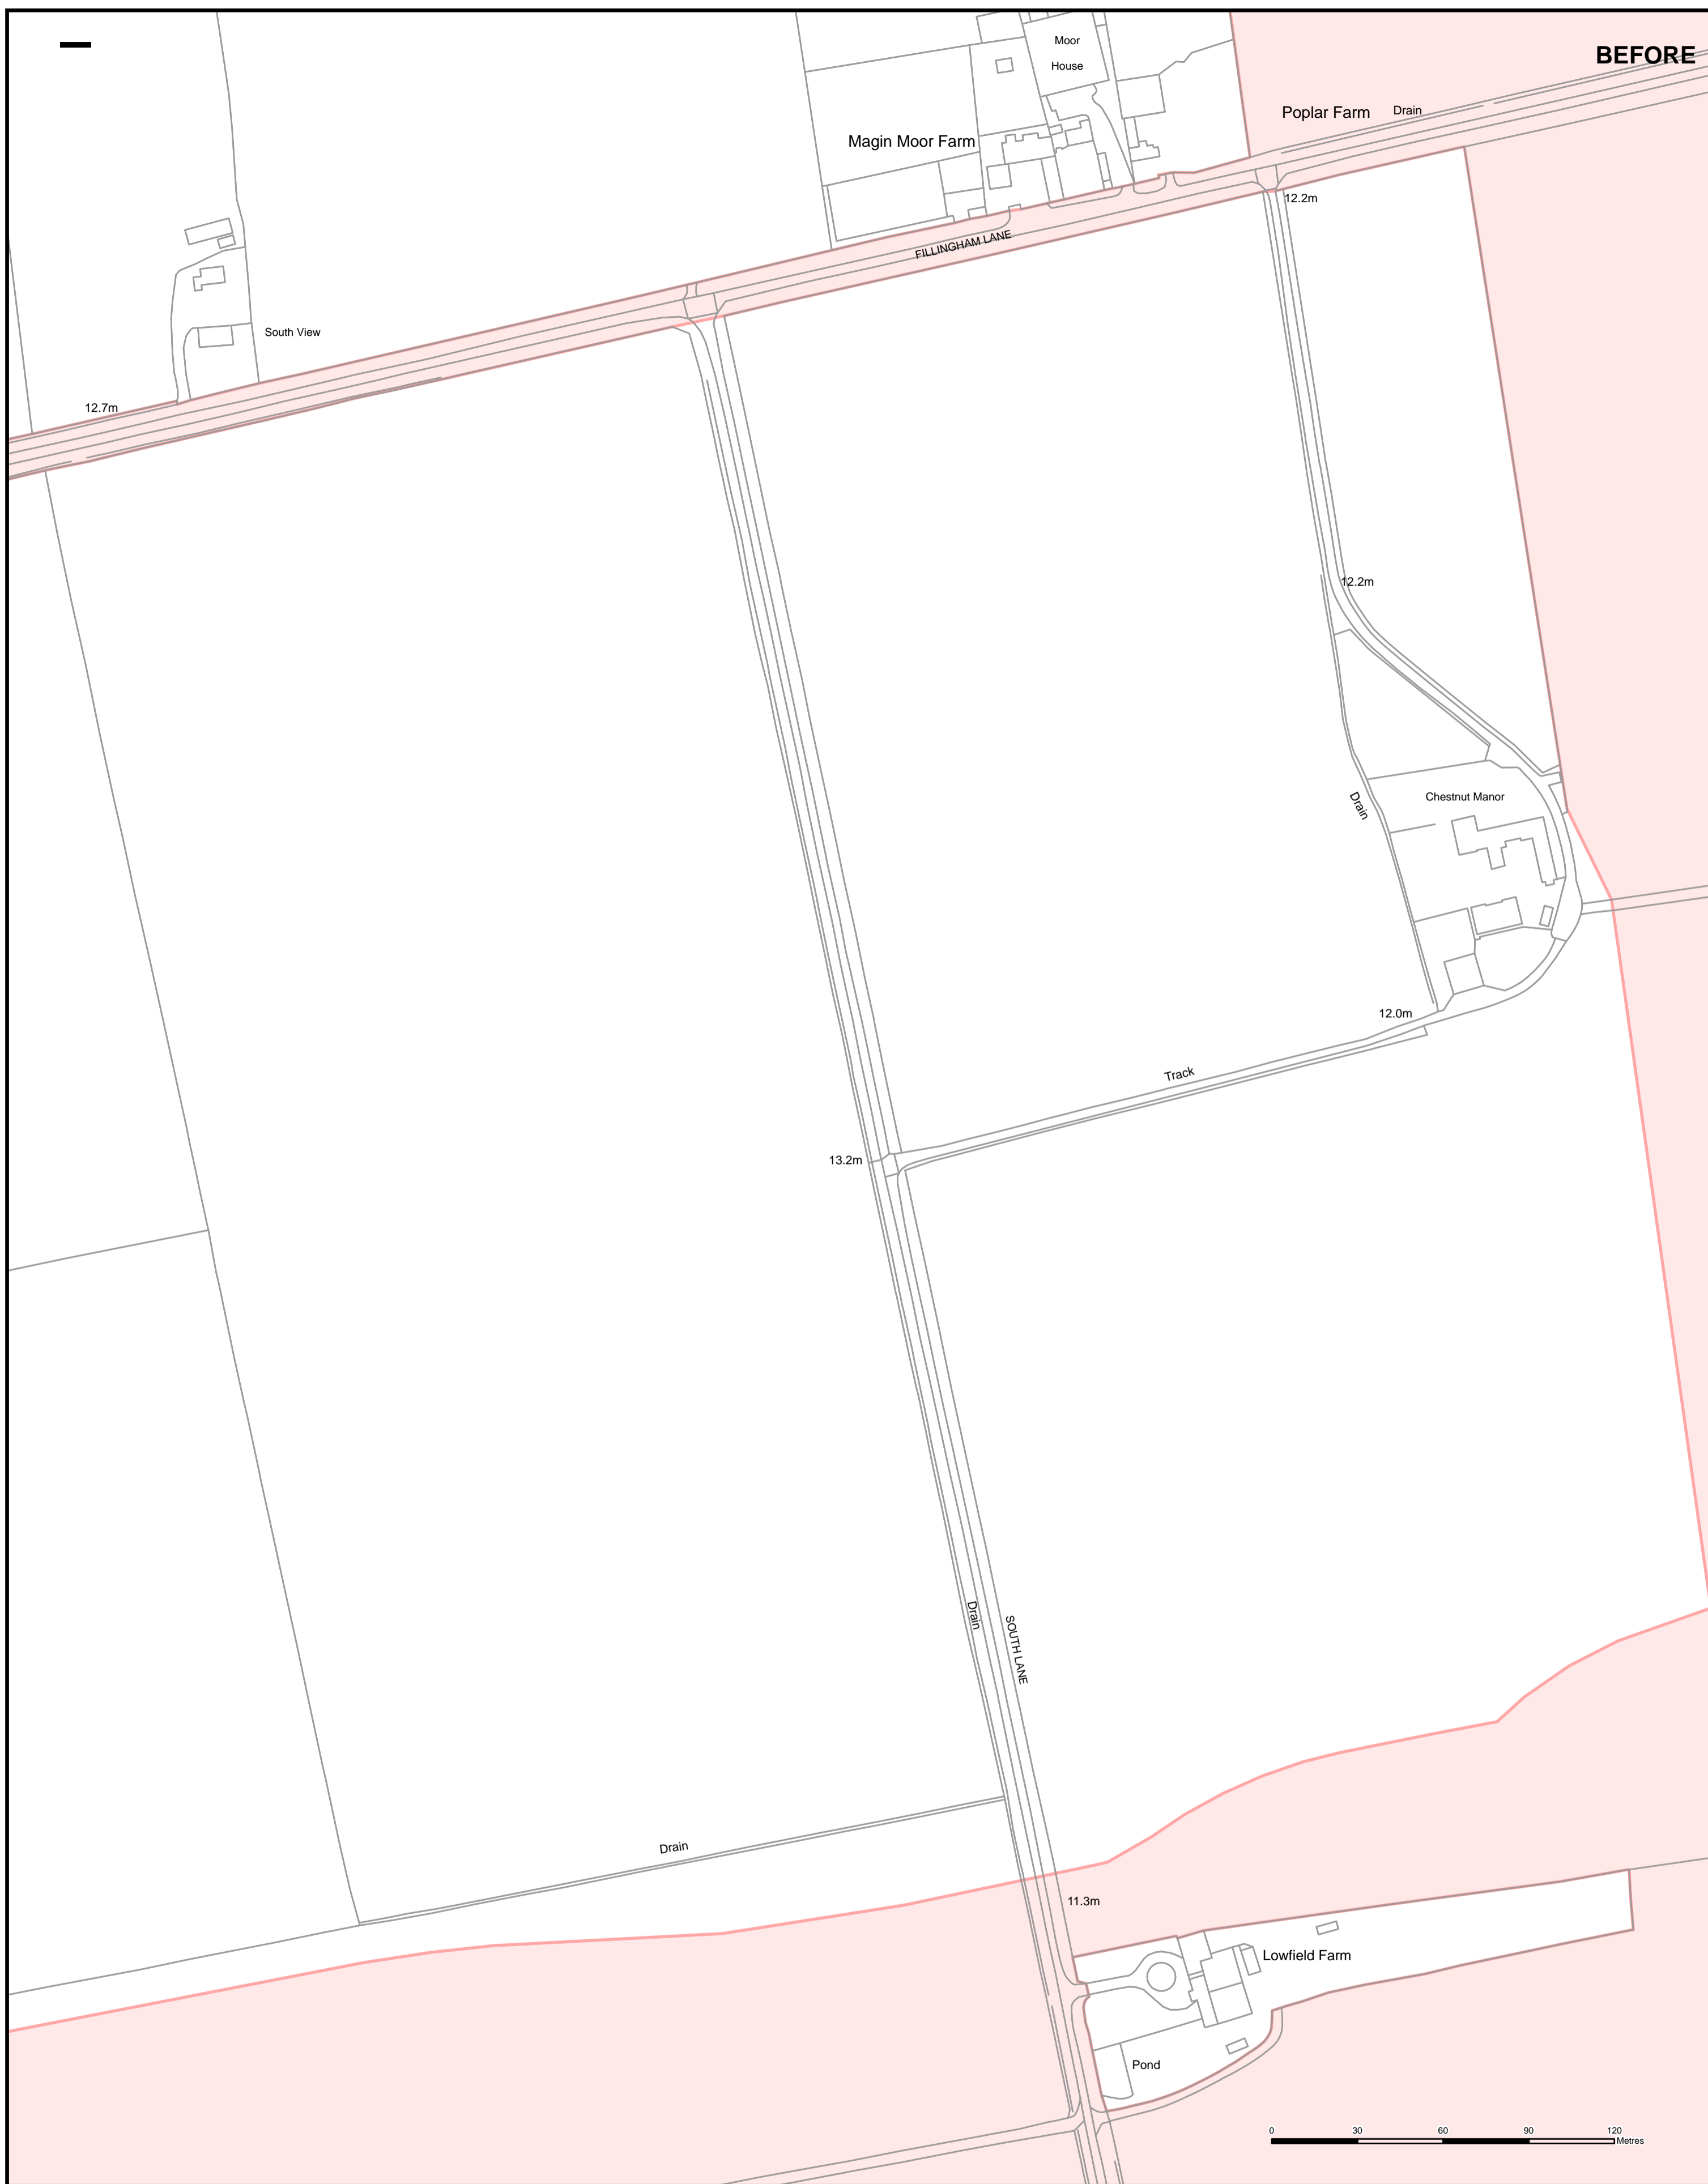 BEFORE
Moor
House
Poplar Farm
Drain
Magin Moor Farm
12.2m
FILLINGHAM LANE
South View
12.7m
12.2m
Chestnut Manor
Drain
12.0m
Track
13.2m
Drain
SOUTH LANE
Drain
11.3m
Lowfield Farm
Pond
0 30 60 90 120
Metres